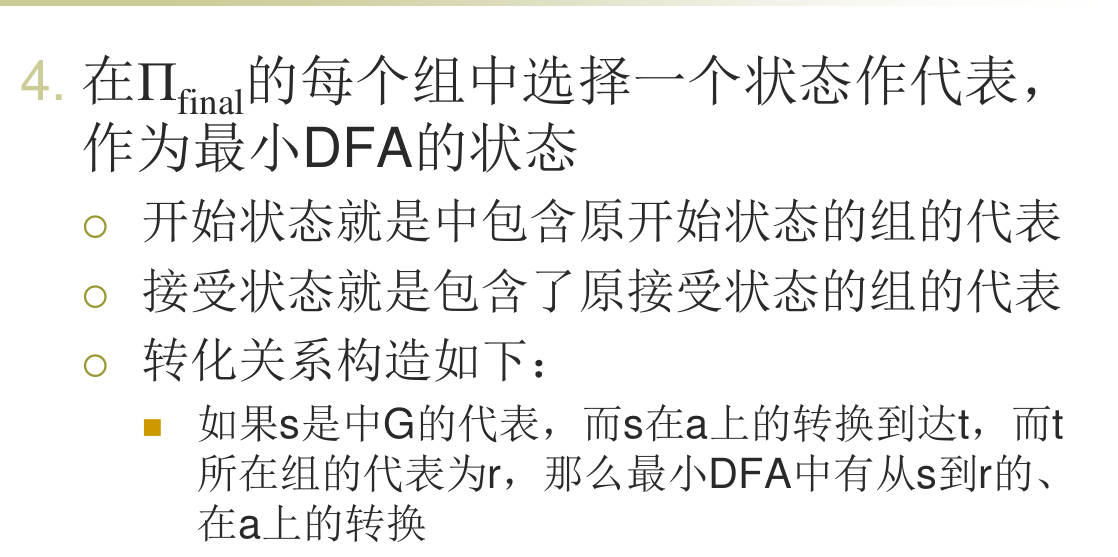 4. 在Πfinal的每个组中选择一个状态作代表，
作为最小DFA的状态
开始状态就是中包含原开始状态的组的代表
接受状态就是包含了原接受状态的组的代表
转化关系构造如下：
如果s是中G的代表，而s在a上的转换到达t，而t
所在组的代表为r，那么最小DFA中有从s到r的、
在a上的转换